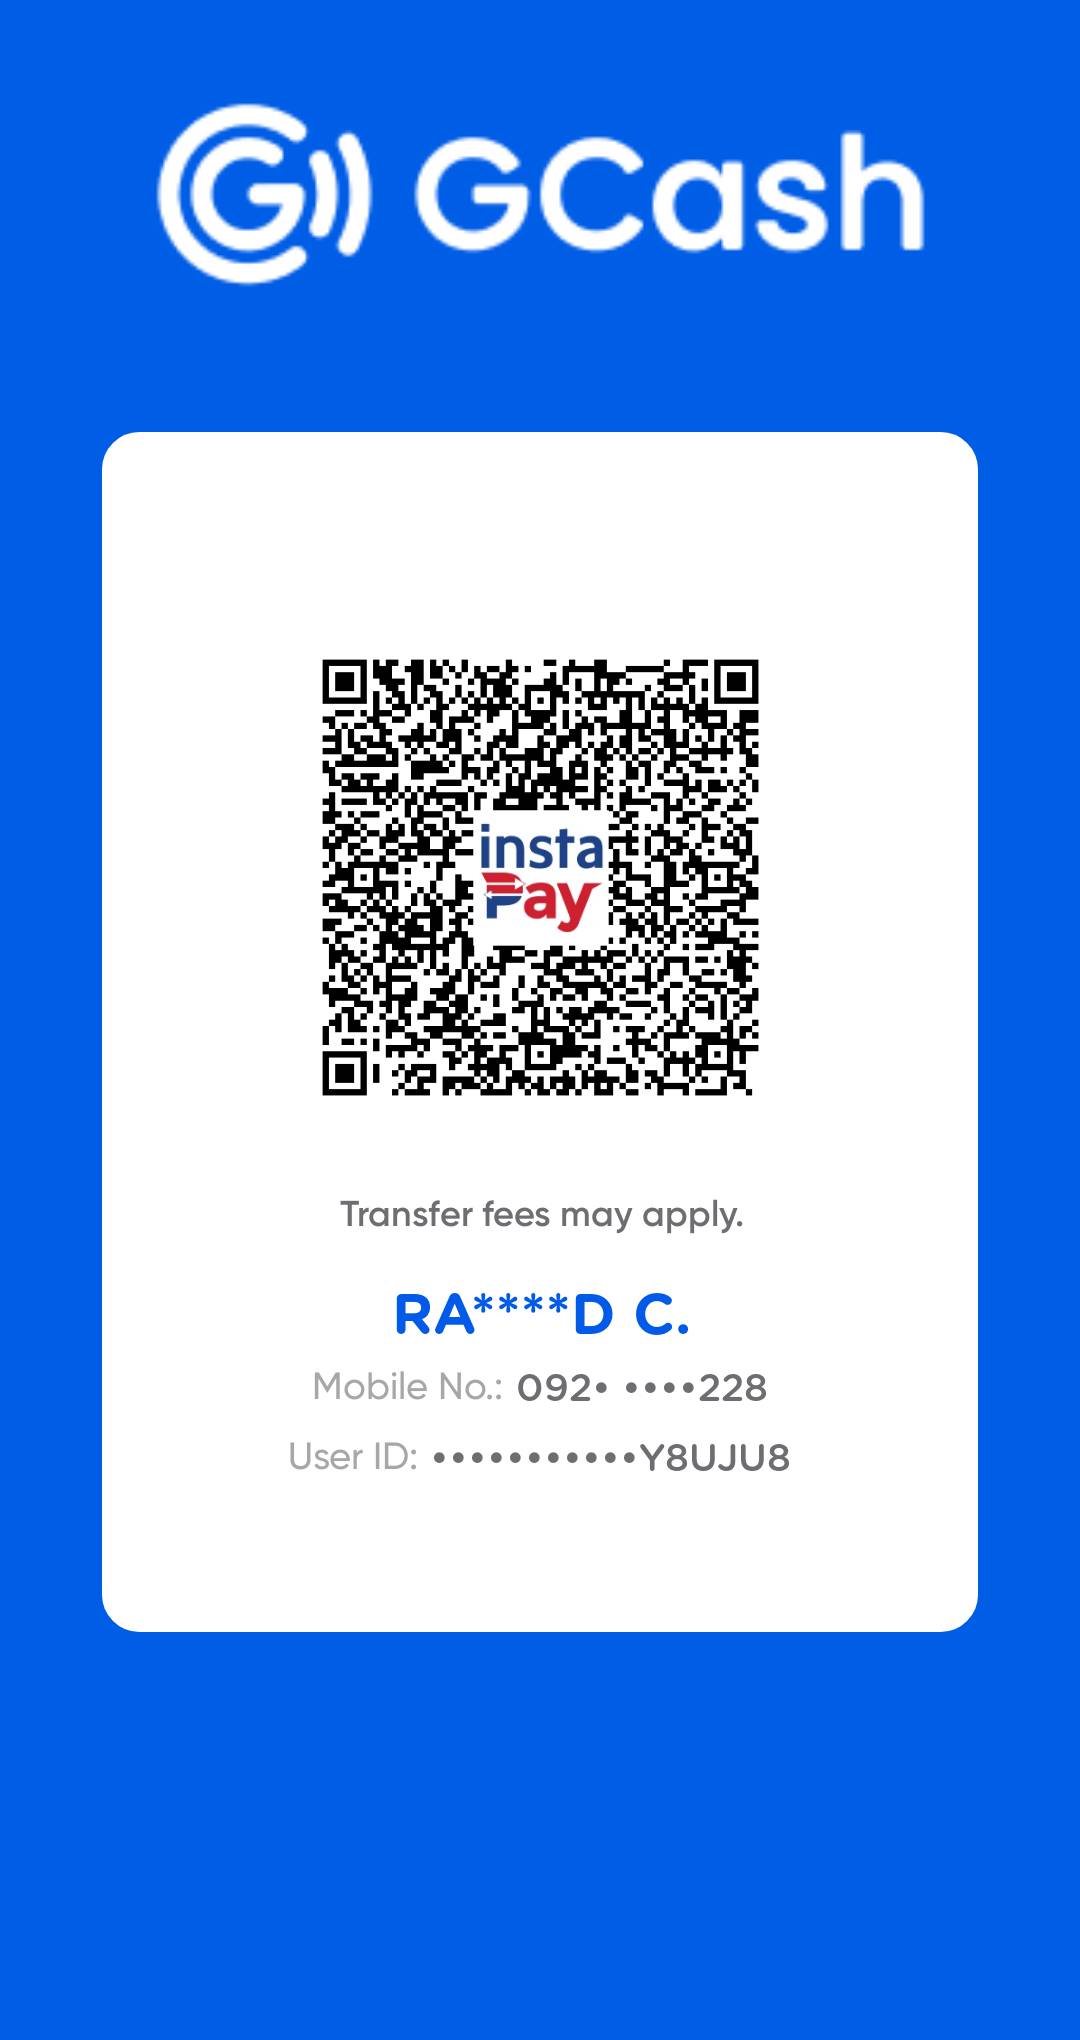 GCash
insta
Pay
Transfer fees may apply.
RA****D C.
Mobile No.: 092• ••••228
User ID: •••••••••••Y8UJU8